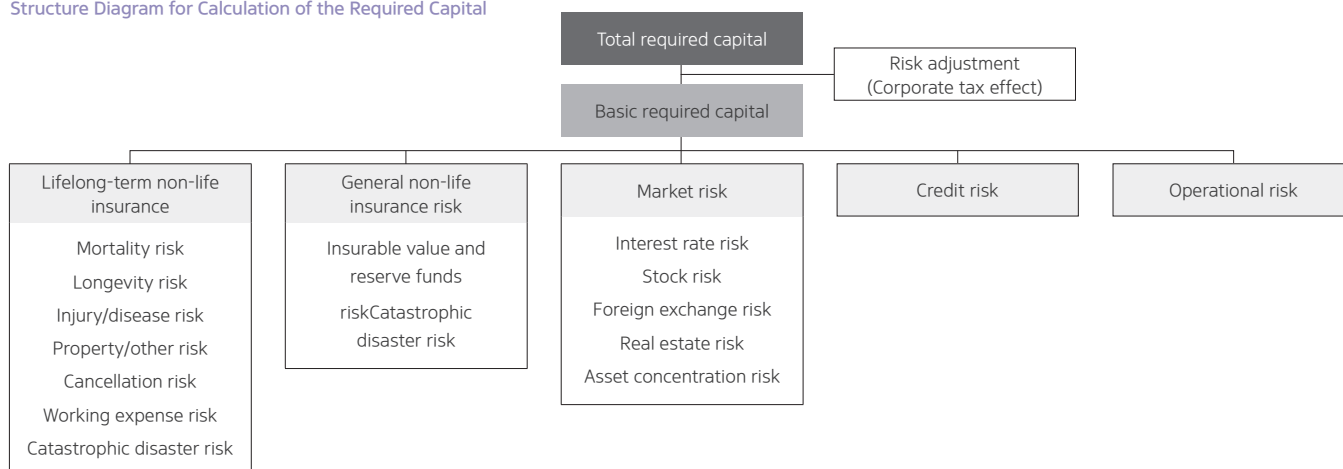 Structure Diagram for Calculation of the Required Capital
Total required capital
Risk adjustment
(Corporate tax effect)
Basic required capital
Lifelong-term non-life
insurance
Mortality risk
Longevity risk
Injury/disease risk
Property/other risk
Cancellation risk
Working expense risk
Catastrophic disaster risk
General non-life
insurance risk
Insurable value and
reserve funds
riskCatastrophic
disaster risk
Market risk
Interest rate risk
Stock risk
Foreign exchange risk
Real estate risk
Asset concentration risk
Credit risk
Operational risk